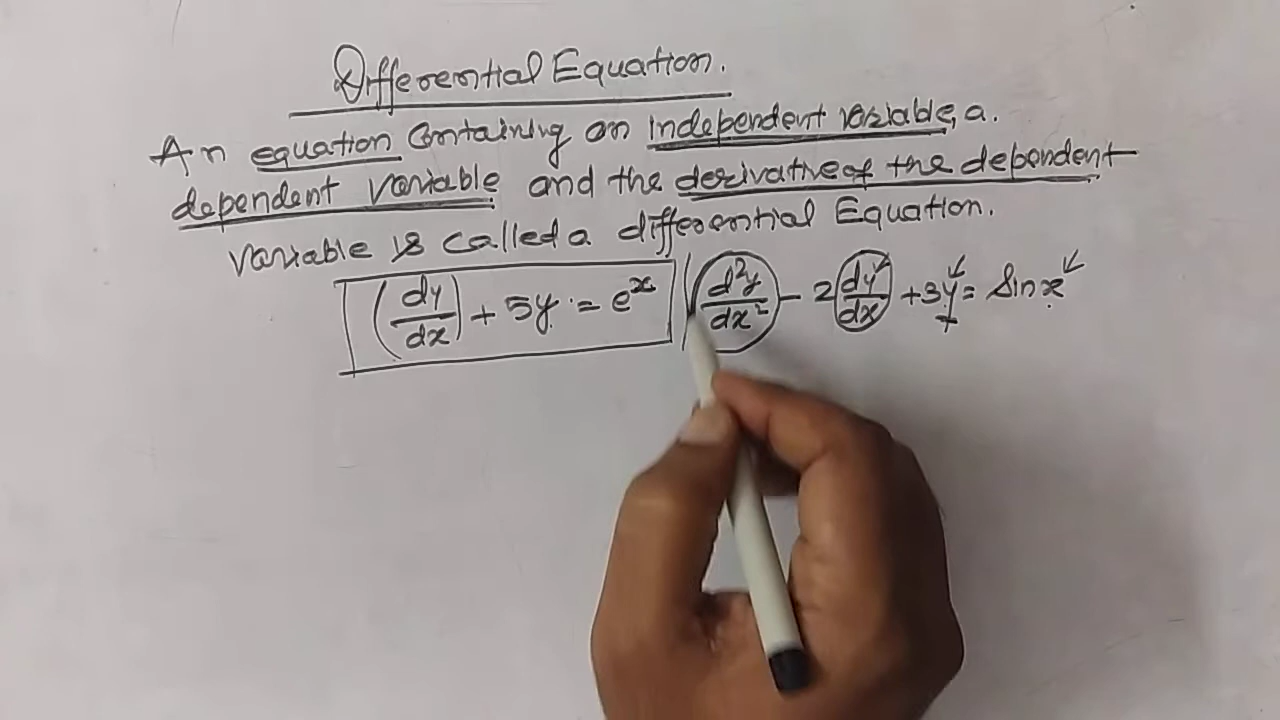 Differential Equation.
An equation containing an independent variable, a
dependent variable and the derivative of the dependent
variable is called a differential Equation.
(dy/dx) + 5y = e^x | d²y/dx² - 2 dy/dx + 3y = Sin x